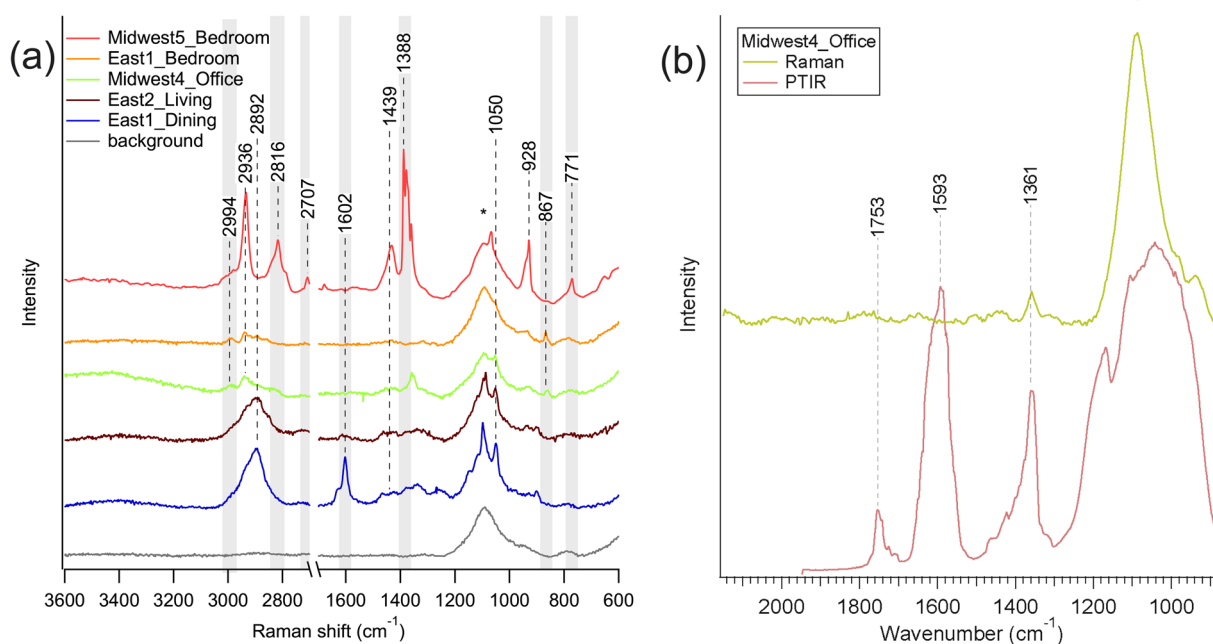 (a)
Midwest5_Bedroom
East1_Bedroom
Midwest4_Office
East2_Living
East1_Dining
background
2994
2936
2892
2816
2707
1602
1439
1388
*
1050
928
867
771
Intensity
3600 3400 3200 3000 2800 1600 1400 1200 1000 800 600
Raman shift (cm⁻¹)
(b)
Midwest4_Office
Raman
PTIR
1753
1593
1361
Intensity
2000 1800 1600 1400 1200 1000
Wavenumber (cm⁻¹)